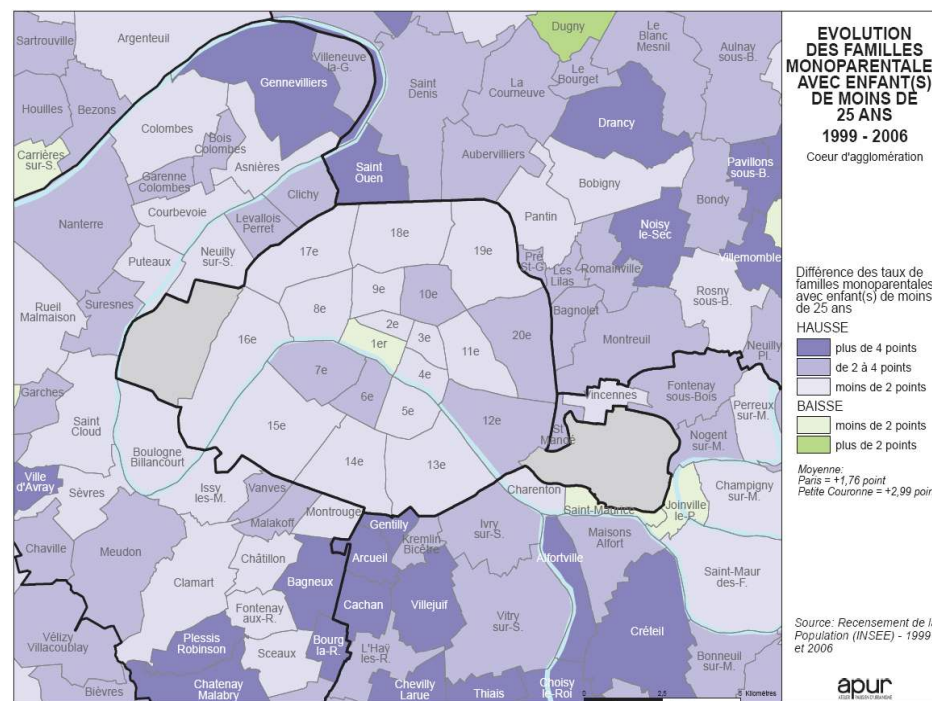 Sartrouville
Argenteuil
Villeneuve
la-G.
Gennevilliers
Dugny
Le
Blanc
Mesnil
Aulnay
sous-B.
Le
Bourget
La
Courneuve
Saint
Denis
Houilles
Bezons
Drancy
Colombes
Bois
Colombes
Asnières
Carrières
sur-S.
Garenne
Colombes
Saint
Ouen
Aubervilliers
Bobigny
Pavillons
sous-B.
Clichy
Courbevoie
Levallois
Perret
Nanterre
Pantin
Bondy
Noisy
le-Sec
Neuilly
sur-S.
Puteaux
17e
18e
19e
Pré
St-G.
Les
Lilas
Romainville
Villemomble
Rosny
sous-B.
Rueil
Malmaison
Suresnes
8e
9e
10e
2e
3e
1er
16e
11e
20e
Bagnolet
Montreuil
Neuilly
Pl.
4e
7e
6e
5e
12e
Vincennes
St
Mandé
Fontenay
sous-Bois
Perreux
sur-M.
Garches
Saint
Cloud
15e
14e
13e
Nogent
sur-M.
Boulogne
Billancourt
Ville
d'Avray
Sèvres
Issy
les-M.
Vanves
Malakoff
Montrouge
Charenton
Saint-Maurice
Joinville
le-P.
Champigny
sur-M.
Gentilly
Kremlin
Bicêtre
Ivry
sur-S.
Maisons
Alfort
Alfortville
Saint-Maur
des-F.
Chaville
Meudon
Châtillon
Arcueil
Bagneux
Clamart
Cachan
Villejuif
Vitry
sur-S.
Fontenay
aux-R.
Créteil
Vélizy
Villacoublay
Plessis
Robinson
Sceaux
Bourg
la-R.
L'Haÿ
les-R.
Bonneuil
sur-M.
Bièvres
Chatenay
Malabry
Chevilly
Larue
Thiais
Choisy
le-Roi
0 2,5 5 Kilomètres
EVOLUTION
DES FAMILLES
MONOPARENTALE
AVEC ENFANT(S)
DE MOINS DE
25 ANS
1999 - 2006
Coeur d'agglomération
Différence des taux de
familles monoparentales
avec enfant(s) de moins
de 25 ans
HAUSSE
plus de 4 points
de 2 à 4 points
moins de 2 points
BAISSE
moins de 2 points
plus de 2 points
Moyenne:
Paris = +1,76 point
Petite Couronne = +2,99 poin
Source: Recensement de la
Population (INSEE) - 1999
et 2006
apur